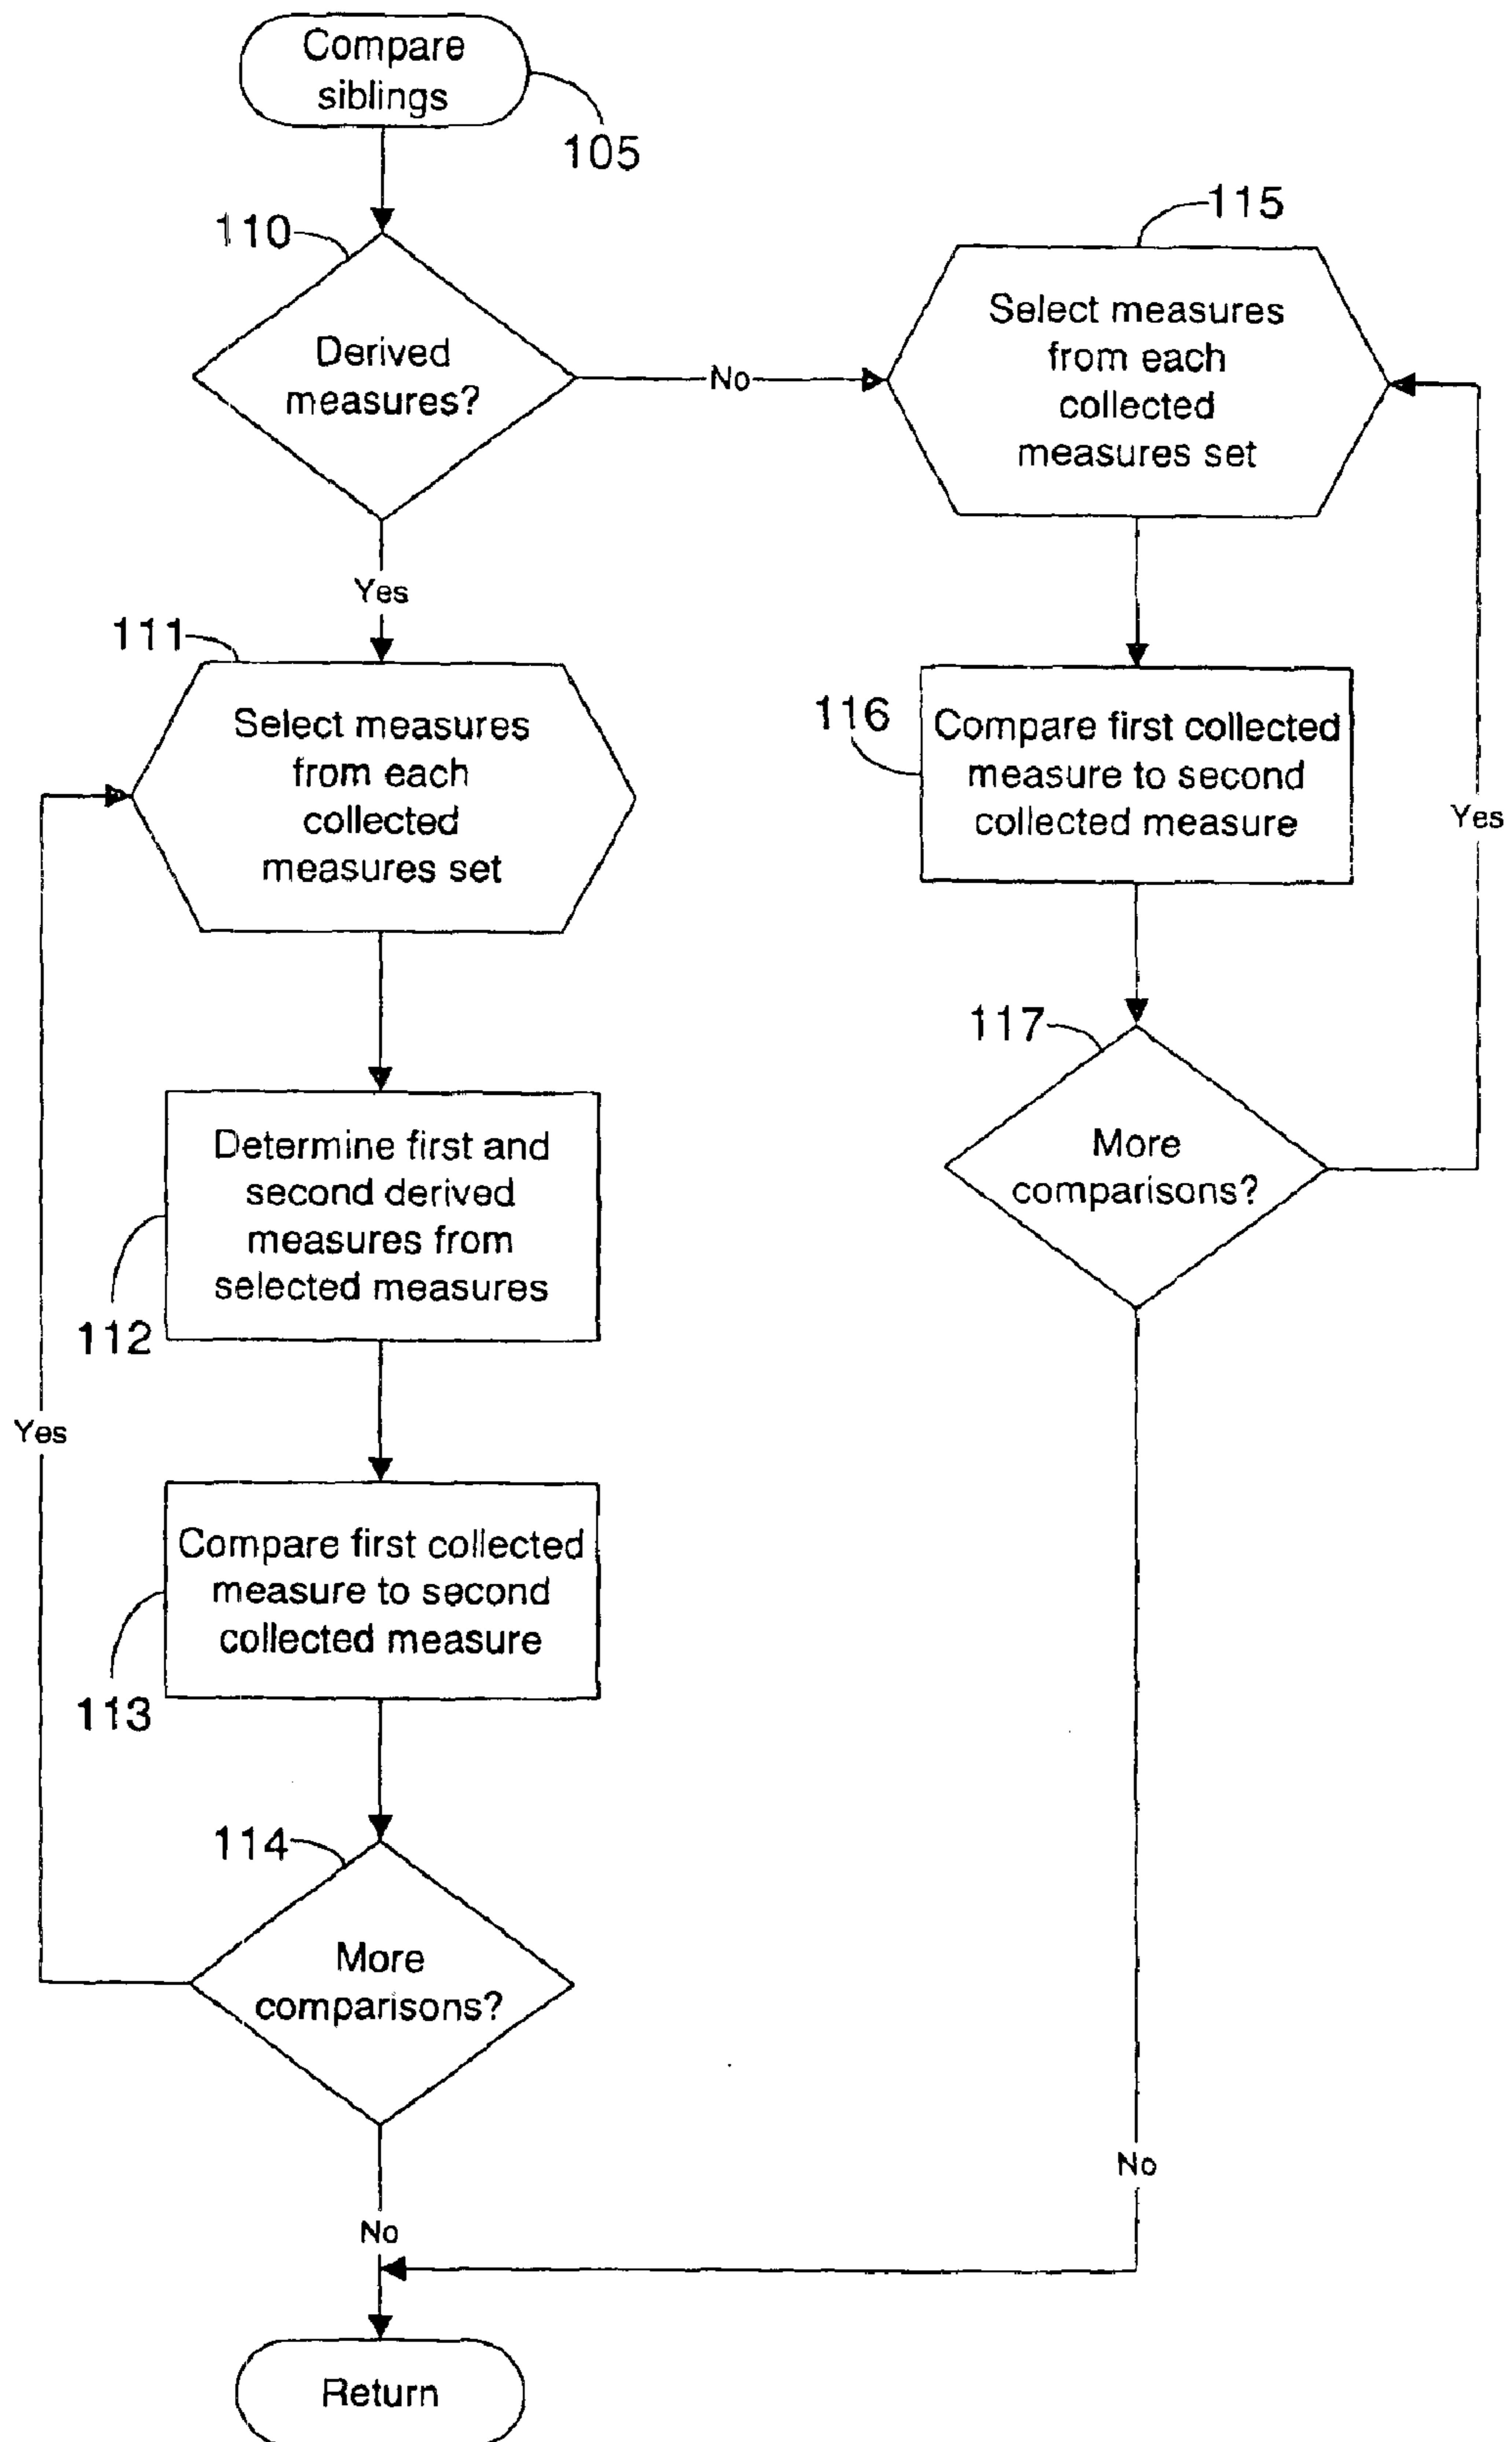 Compare
siblings
105
110
Derived
measures?
No
Yes
115
Select measures
from each
collected
measures set
111
Select measures
from each
collected
measures set
116
Compare first collected
measure to second
collected measure
Yes
117
More
comparisons?
112
Determine first and
second derived
measures from
selected measures
Yes
113
Compare first collected
measure to second
collected measure
114
More
comparisons?
No
No
Return